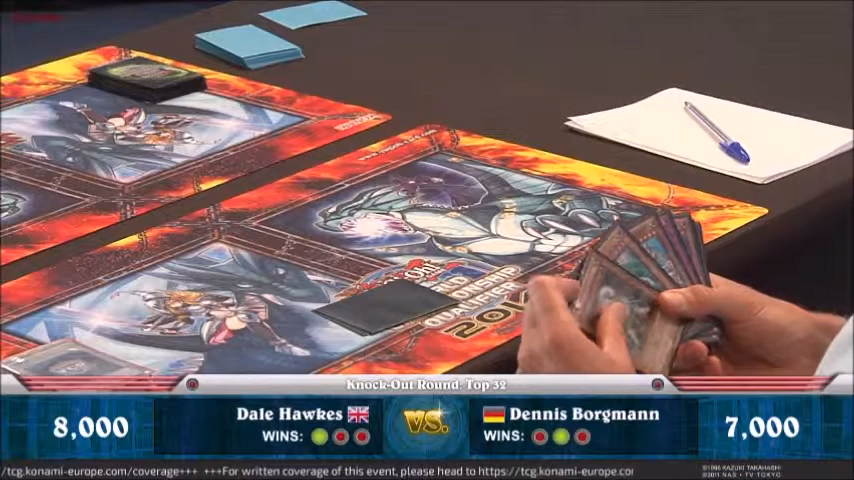 Knock-Out Round, Top 32
8,000
Dale Hawkes
WINS:
VS.
Dennis Borgmann
WINS:
7,000
/tcg.konami-europe.com/coverage+++ +++For written coverage of this event, please head to https://tcg.konami-europe.co
©1996 KAZUKI TAKAHASHI
©2011 NAS • TV TOKYO
QUALIFIER